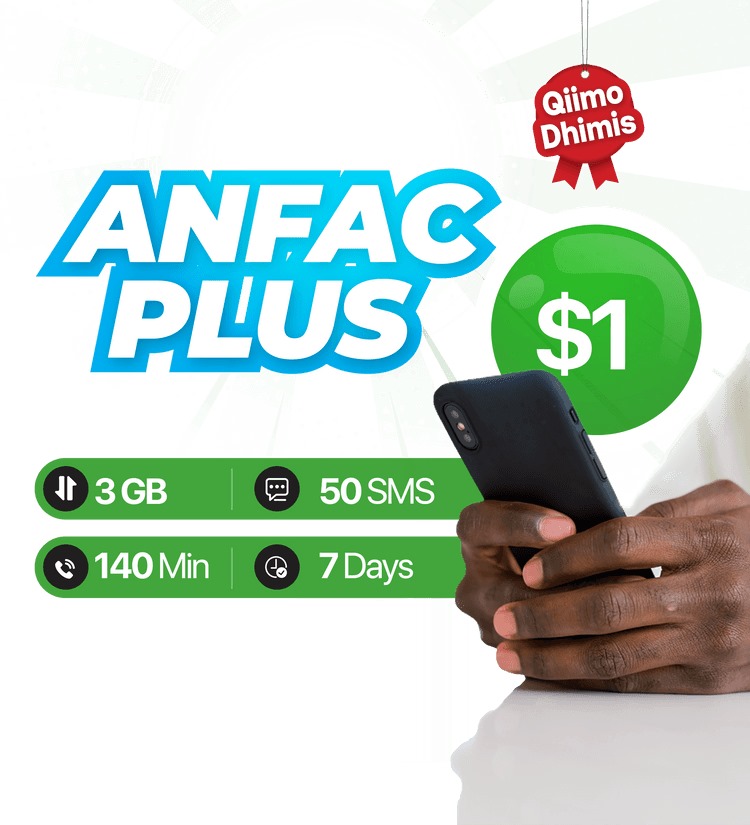 Qiimo
Dhimis
ANFAC
PLUS
$1
3 GB
50 SMS
140 Min
7 Days